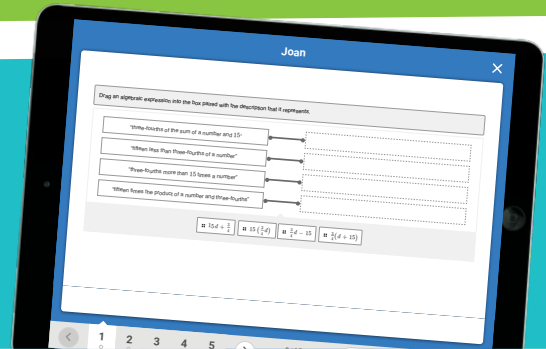 Joan
Drag an algebraic expression into the box paired with the description that it represents.
"three-fourths of the sum of a number and 15"
"fifteen less than three-fourths of a number"
"three-fourths more than 15 times a number"
"fifteen times the product of a number and three-fourths"
15d + 3/4
15 (3/4 d)
3/4 d − 15
3/4 (d + 15)
1 2 3 4 5